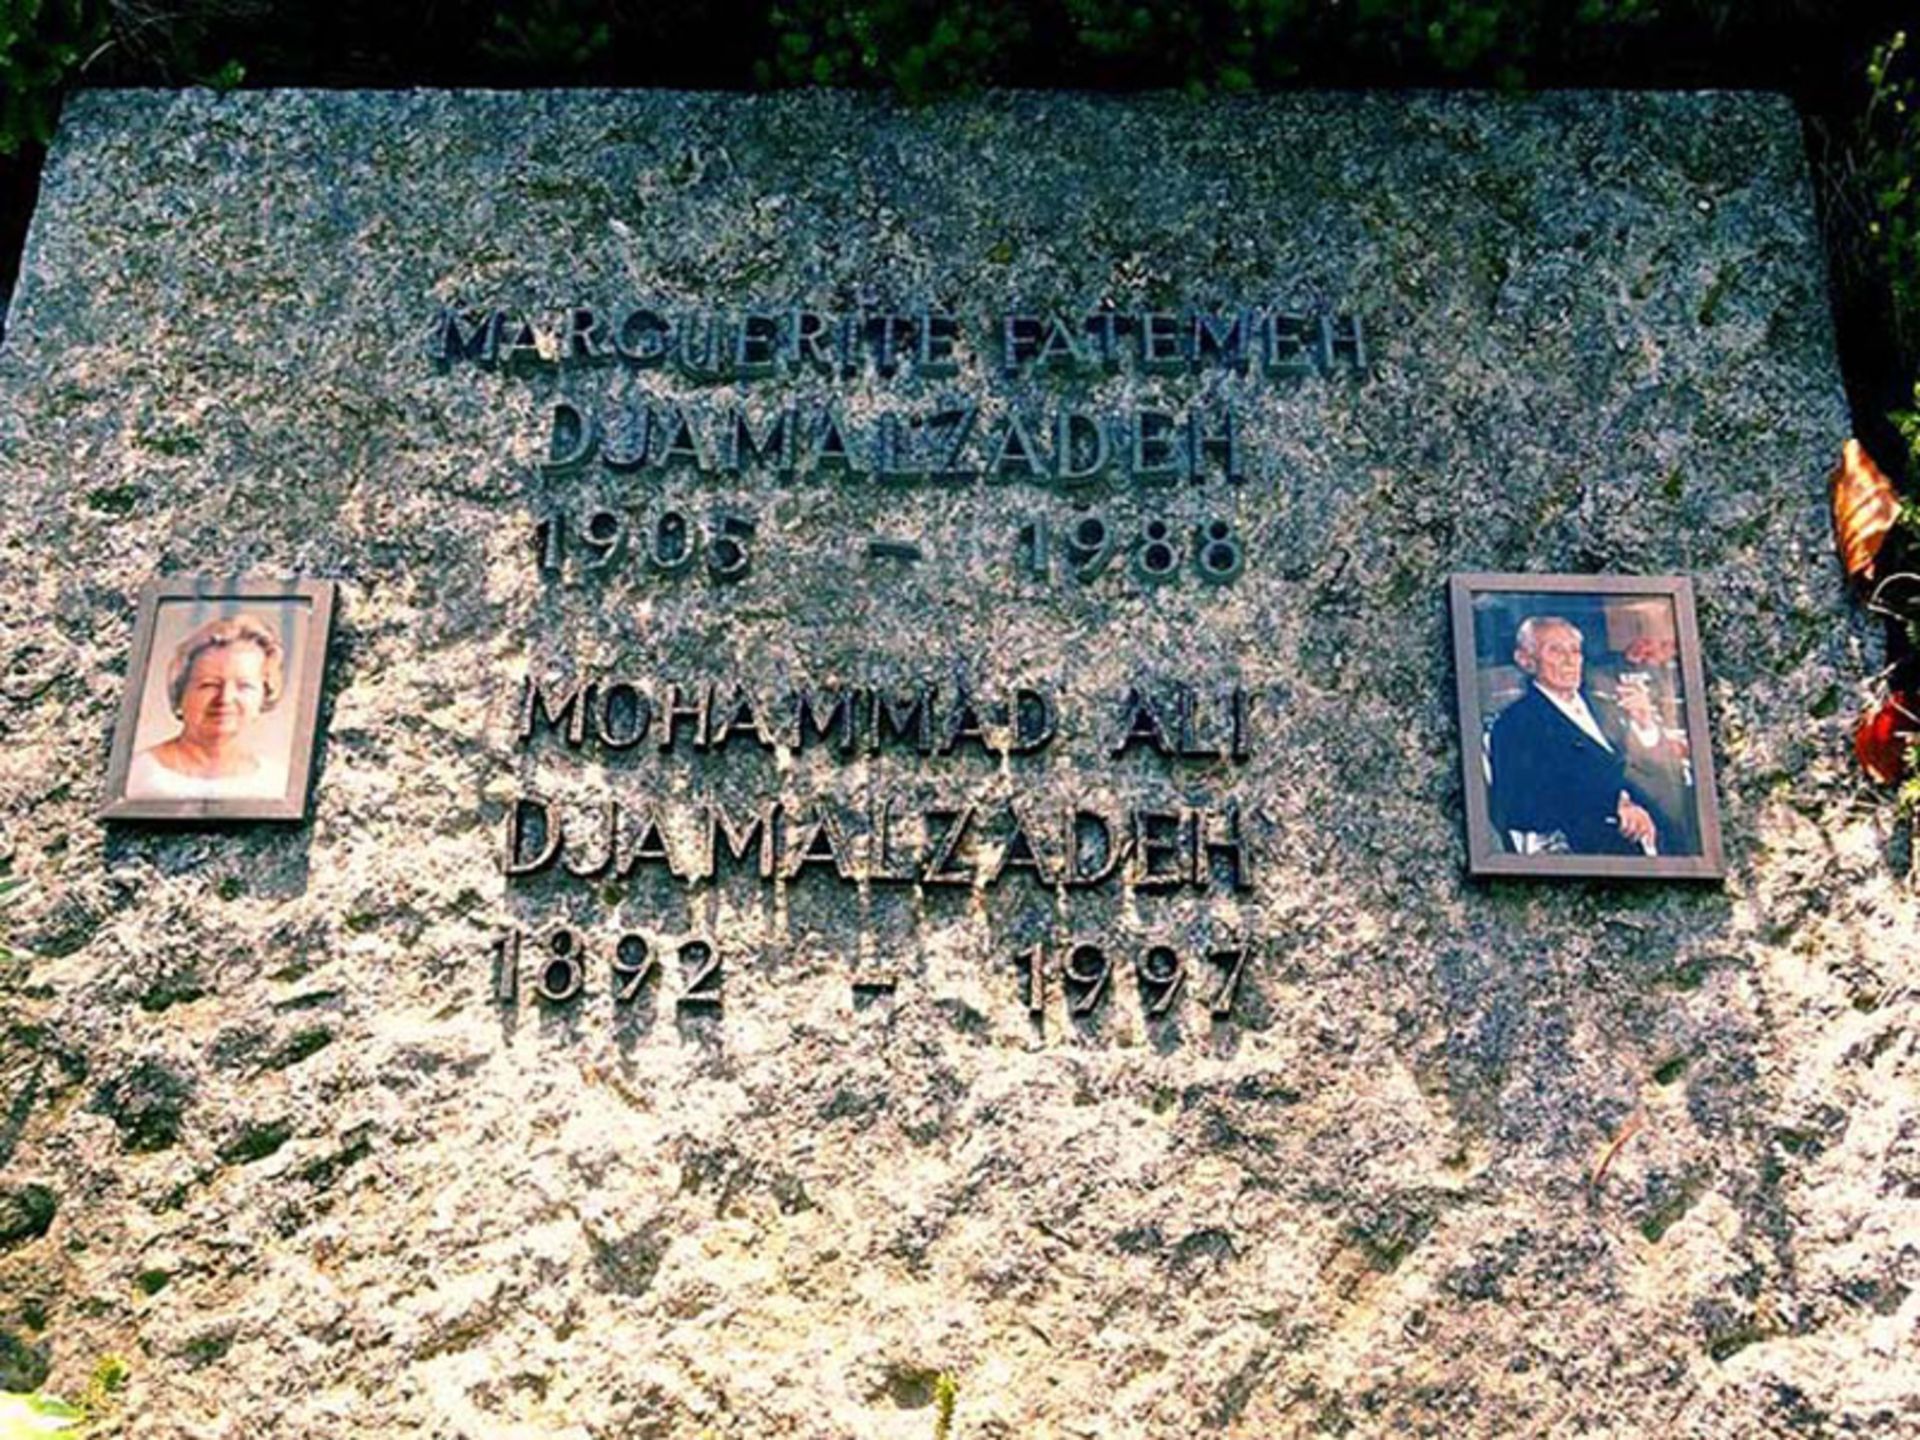 MARGUERITE FATEMEH
DJAMALZADEH
1905 - 1988
MOHAMMAD ALI
DJAMALZADEH
1892 - 1997